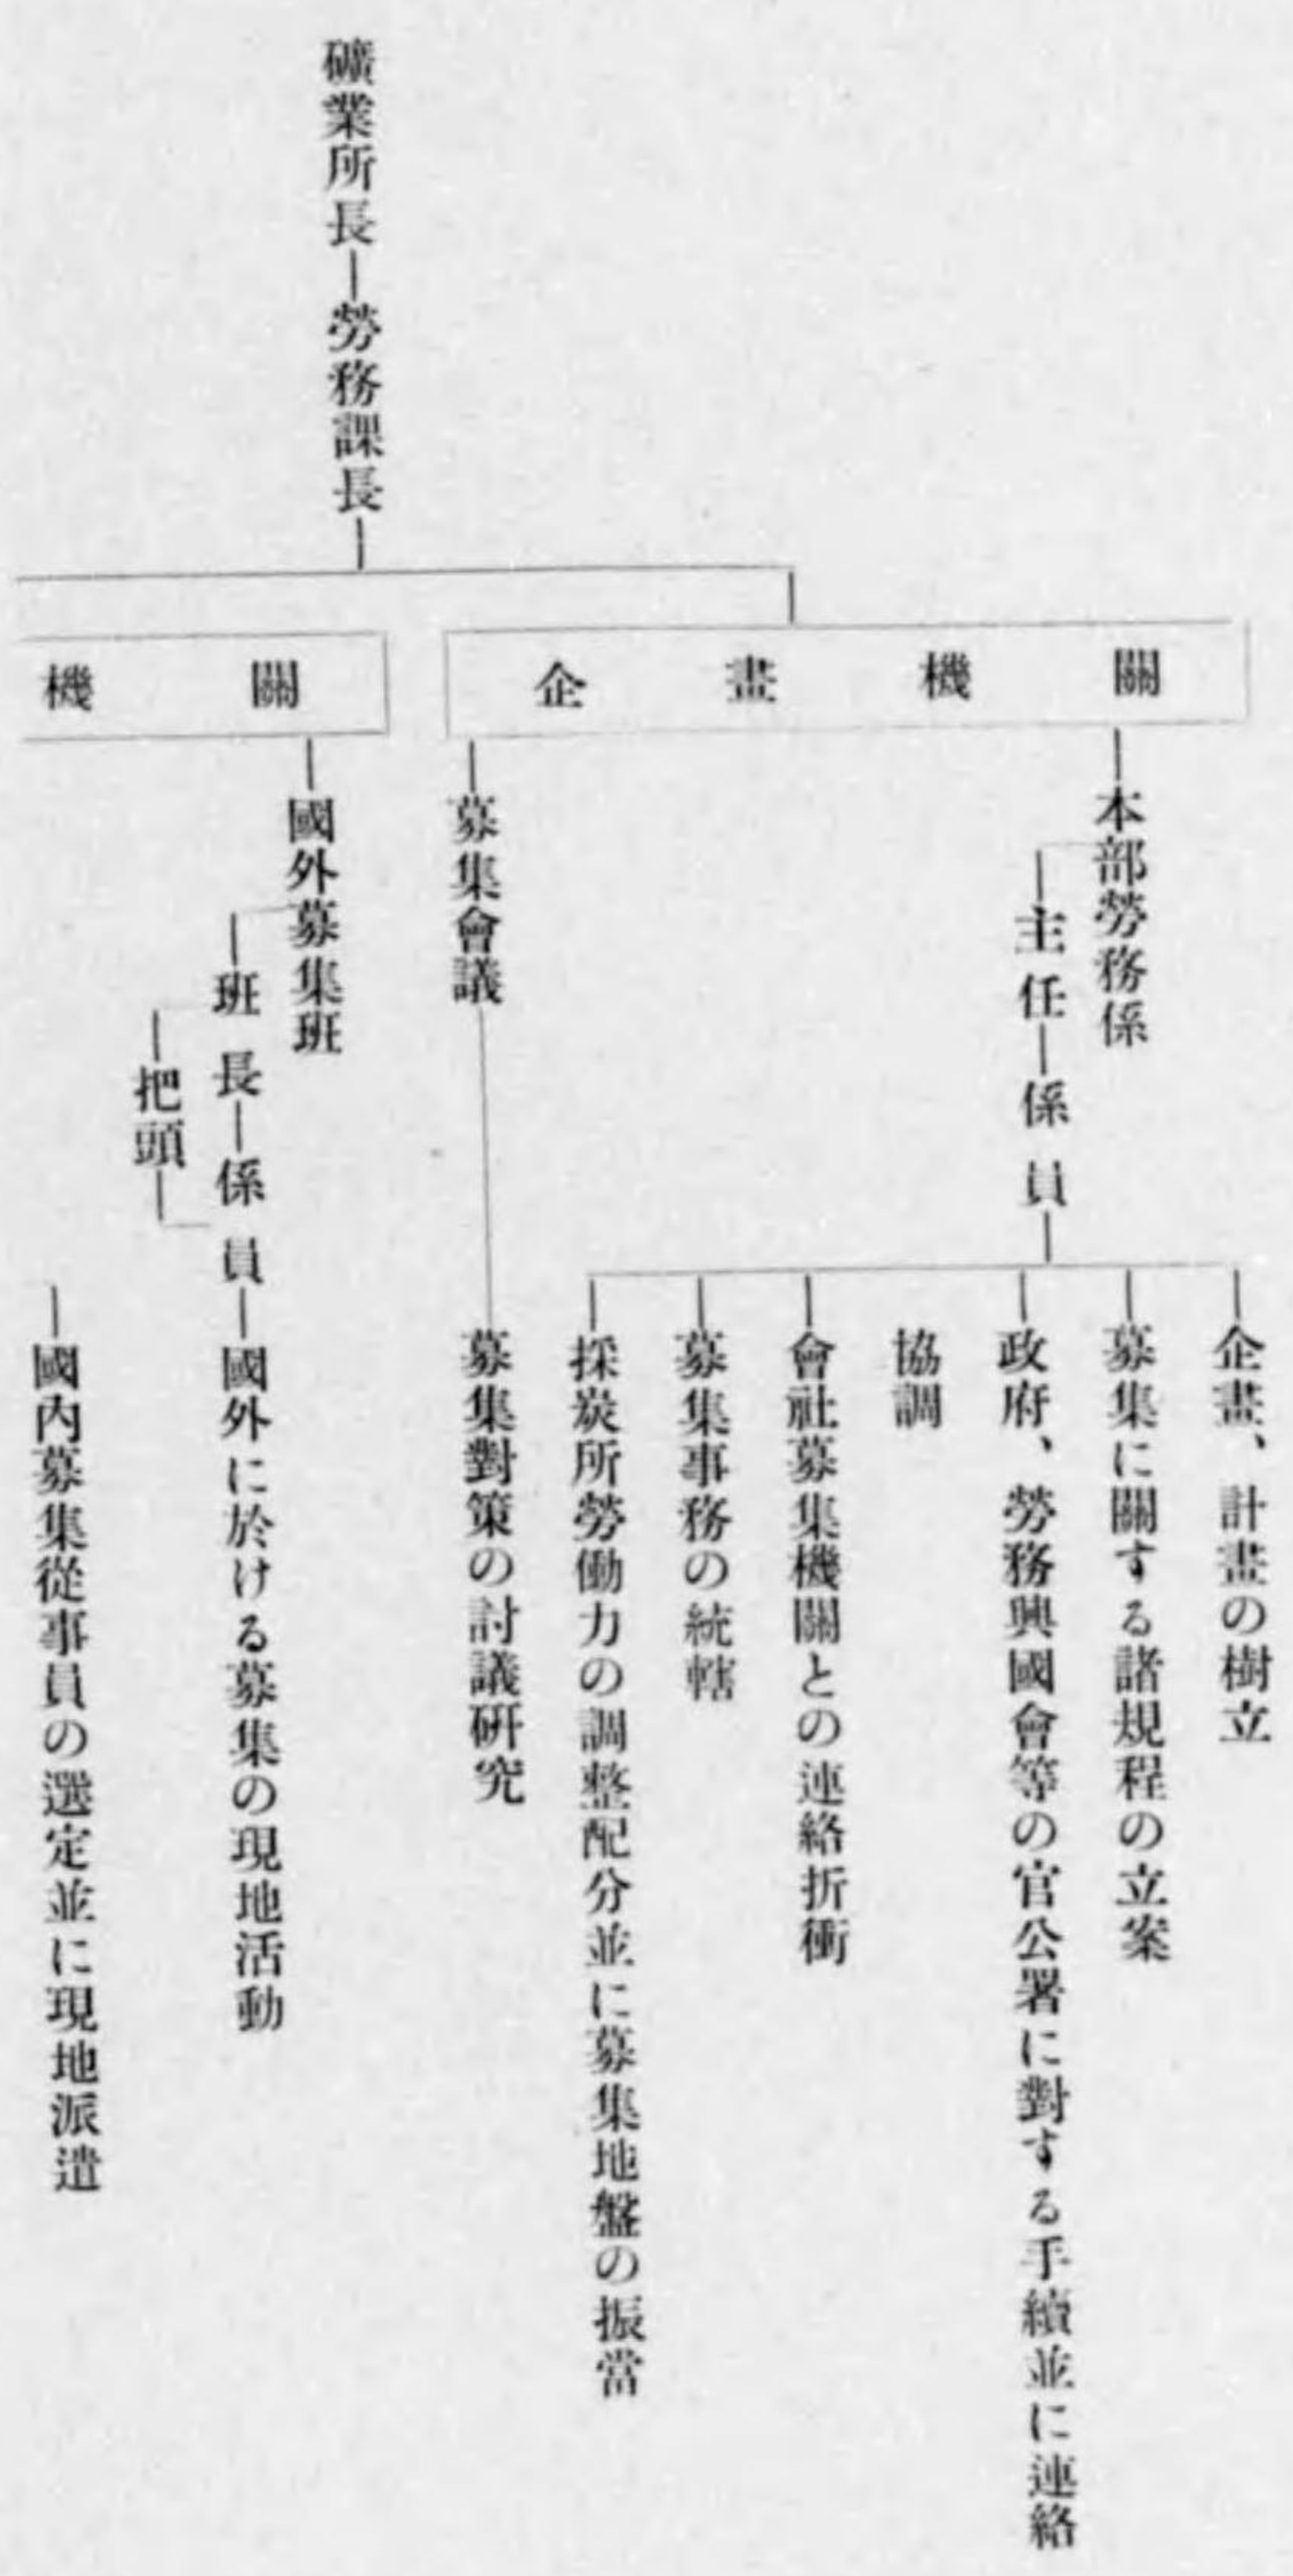 企畫、計畫の樹立
募集に關する諸規程の立案
政府、勞務興國會等の官公署に對する手續並に連絡
協調
會社募集機關との連絡折衝
募集事務の統轄
採炭所勞働力の調整配分並に募集地盤の振當
本部勞務係
主任―係員
企畫機關
募集會議
募集對策の討議硏究
礦業所長―勞務課長
機關
國外募集班
班長―係員―國外に於ける募集の現地活動
把頭
國內募集從事員の選定並に現地派遣